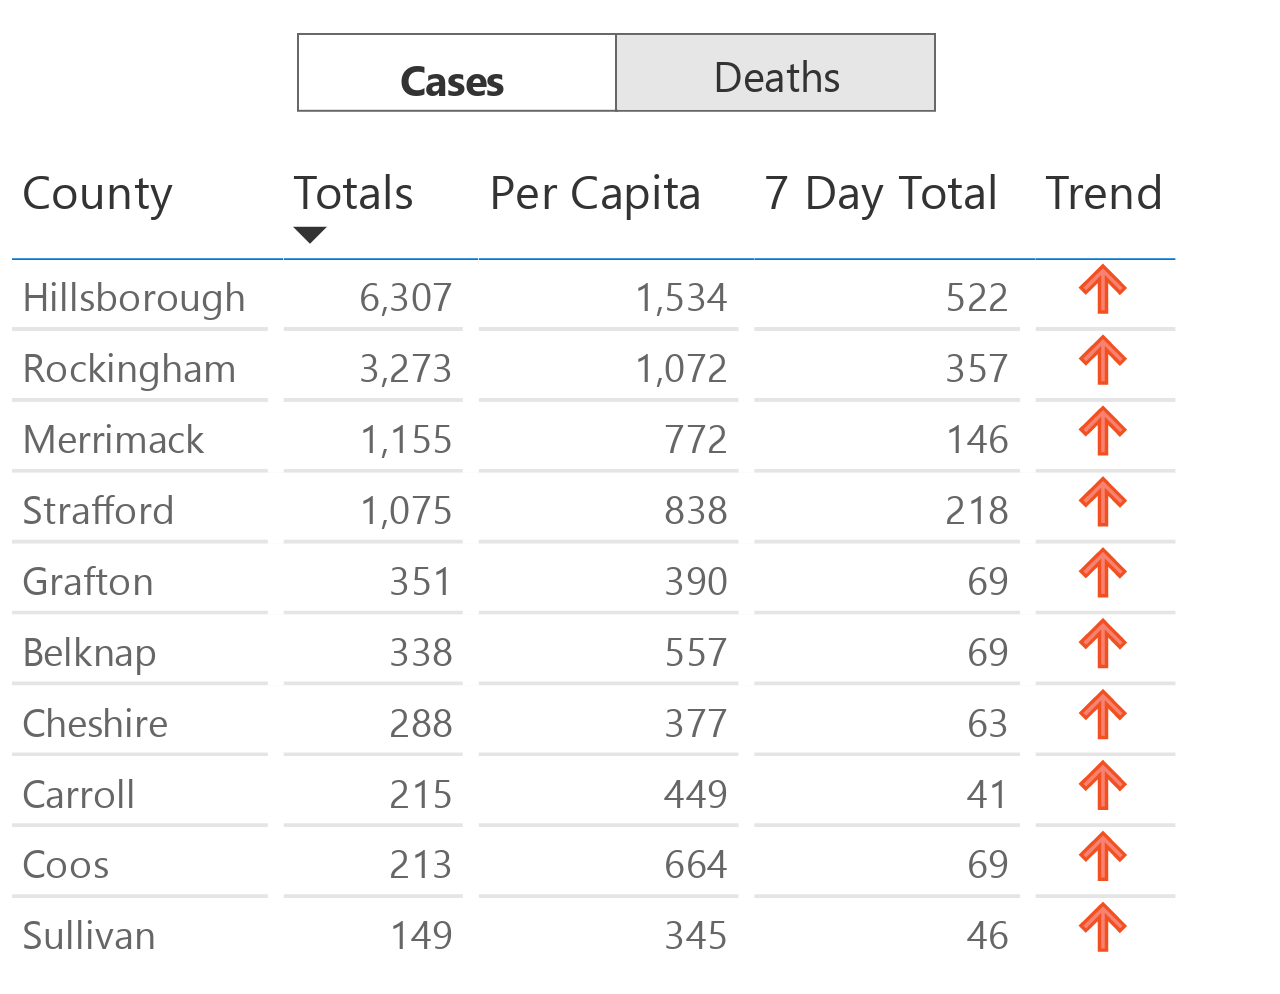 Cases Deaths
County Totals Per Capita 7 Day Total Trend
Hillsborough 6,307 1,534 522
Rockingham 3,273 1,072 357
Merrimack 1,155 772 146
Strafford 1,075 838 218
Grafton 351 390 69
Belknap 338 557 69
Cheshire 288 377 63
Carroll 215 449 41
Coos 213 664 69
Sullivan 149 345 46